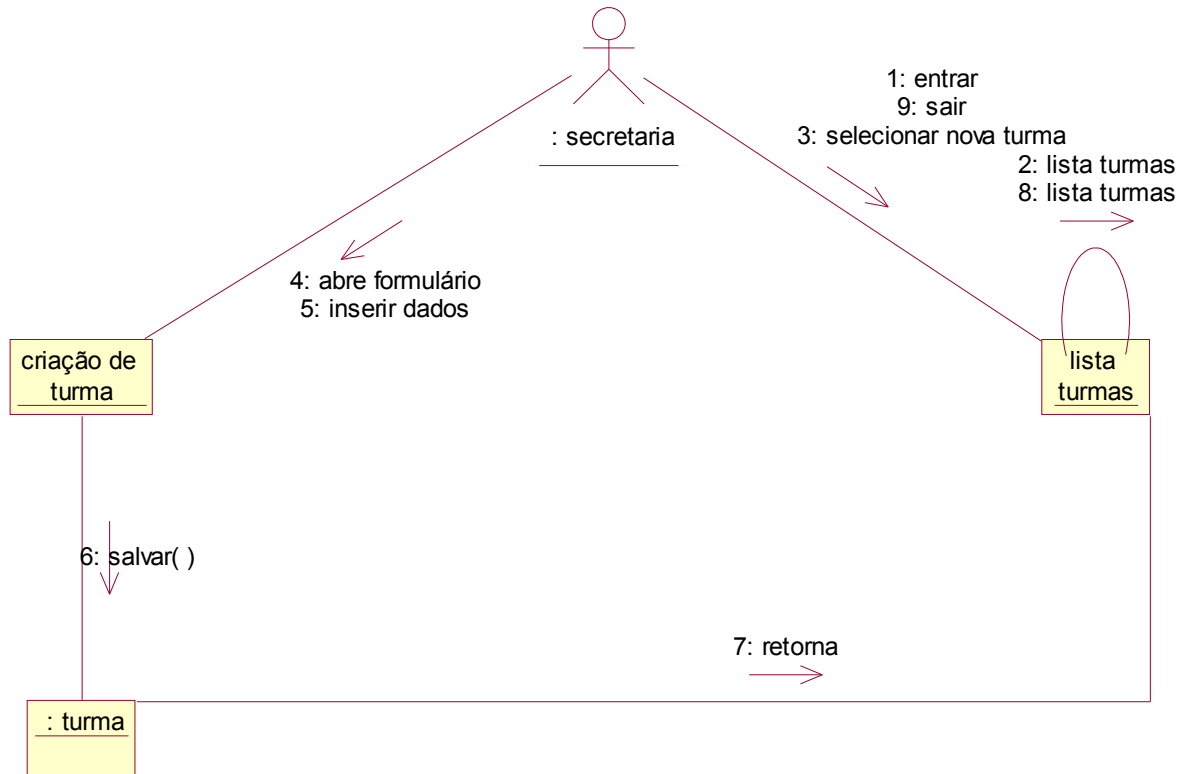 1: entrar
9: sair
3: selecionar nova turma
: secretaria
2: lista turmas
8: lista turmas
4: abre formulário
5: inserir dados
criação de
turma
lista
turmas
6: salvar( )
7: retorna
: turma